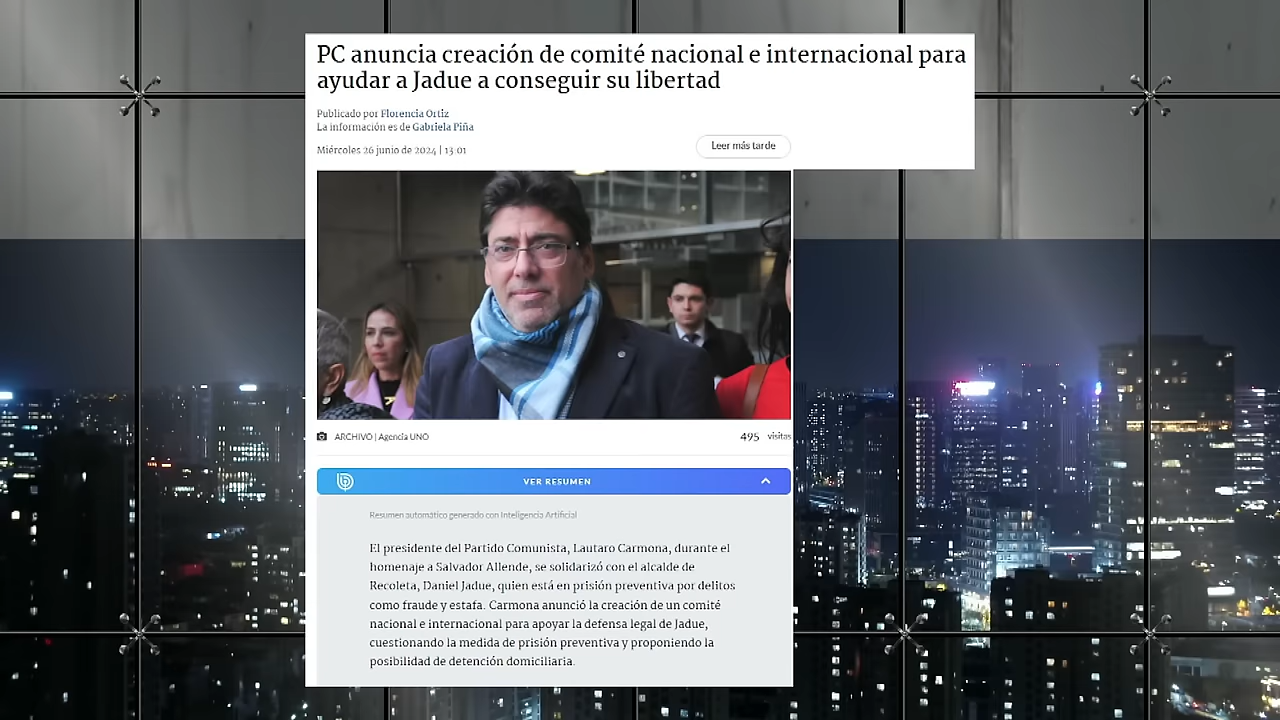 PC anuncia creación de comité nacional e internacional para
ayudar a Jadue a conseguir su libertad
Publicado por Florencia Ortiz
La información es de Gabriela Piña
Miércoles 26 junio de 2024 | 13:01
Leer más tarde
ARCHIVO | Agencia UNO
495 visitas
VER RESUMEN
Resumen automático generado con Inteligencia Artificial
El presidente del Partido Comunista, Lautaro Carmona, durante el
homenaje a Salvador Allende, se solidarizó con el alcalde de
Recoleta, Daniel Jadue, quien está en prisión preventiva por delitos
como fraude y estafa. Carmona anunció la creación de un comité
nacional e internacional para apoyar la defensa legal de Jadue,
cuestionando la medida de prisión preventiva y proponiendo la
posibilidad de detención domiciliaria.